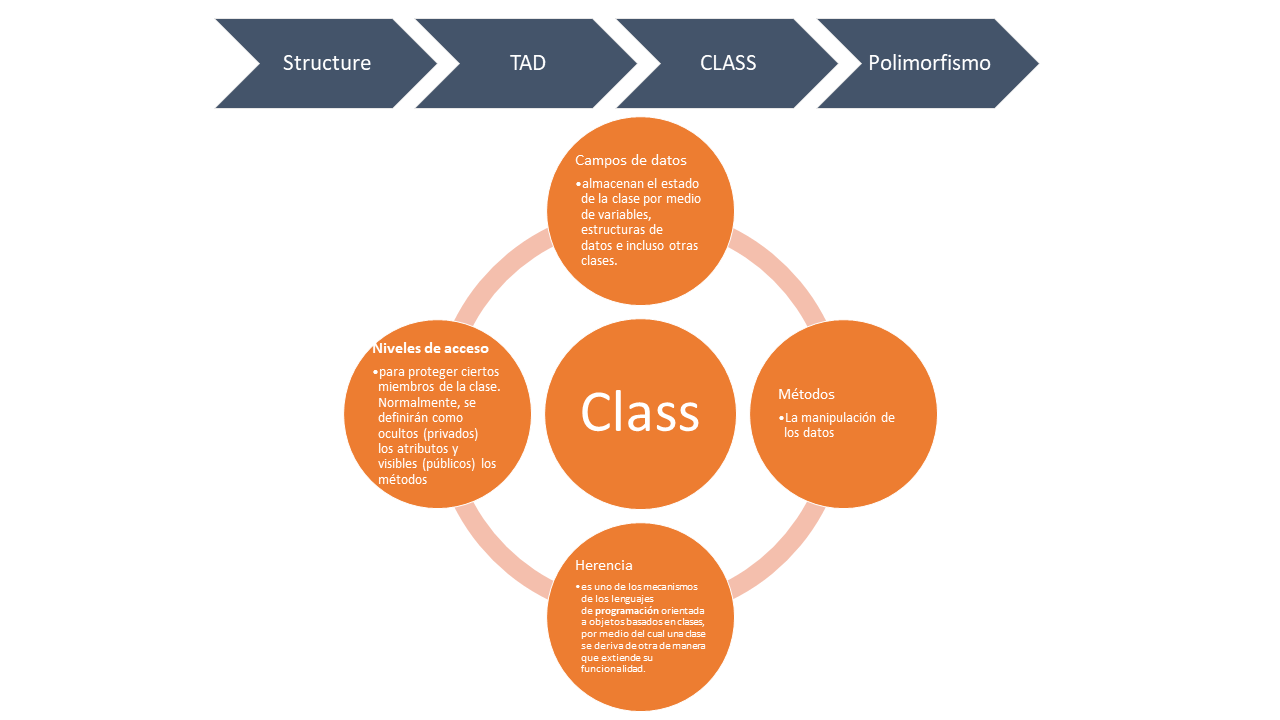 Structure
TAD
CLASS
Polimorfismo
Campos de datos
•almacenan el estado
de la clase por medio
de variables,
estructuras de
datos e incluso otras
clases.
Niveles de acceso
•para proteger ciertos
miembros de la clase.
Normalmente, se
definirán como
ocultos (privados)
los atributos y
visibles (públicos) los
métodos
Class
Métodos
•La manipulación de
los datos
Herencia
•es uno de los mecanismos
de los lenguajes
de programación orientada
a objetos basados en clases,
por medio del cual una clase
se deriva de otra de manera
que extiende su
funcionalidad.